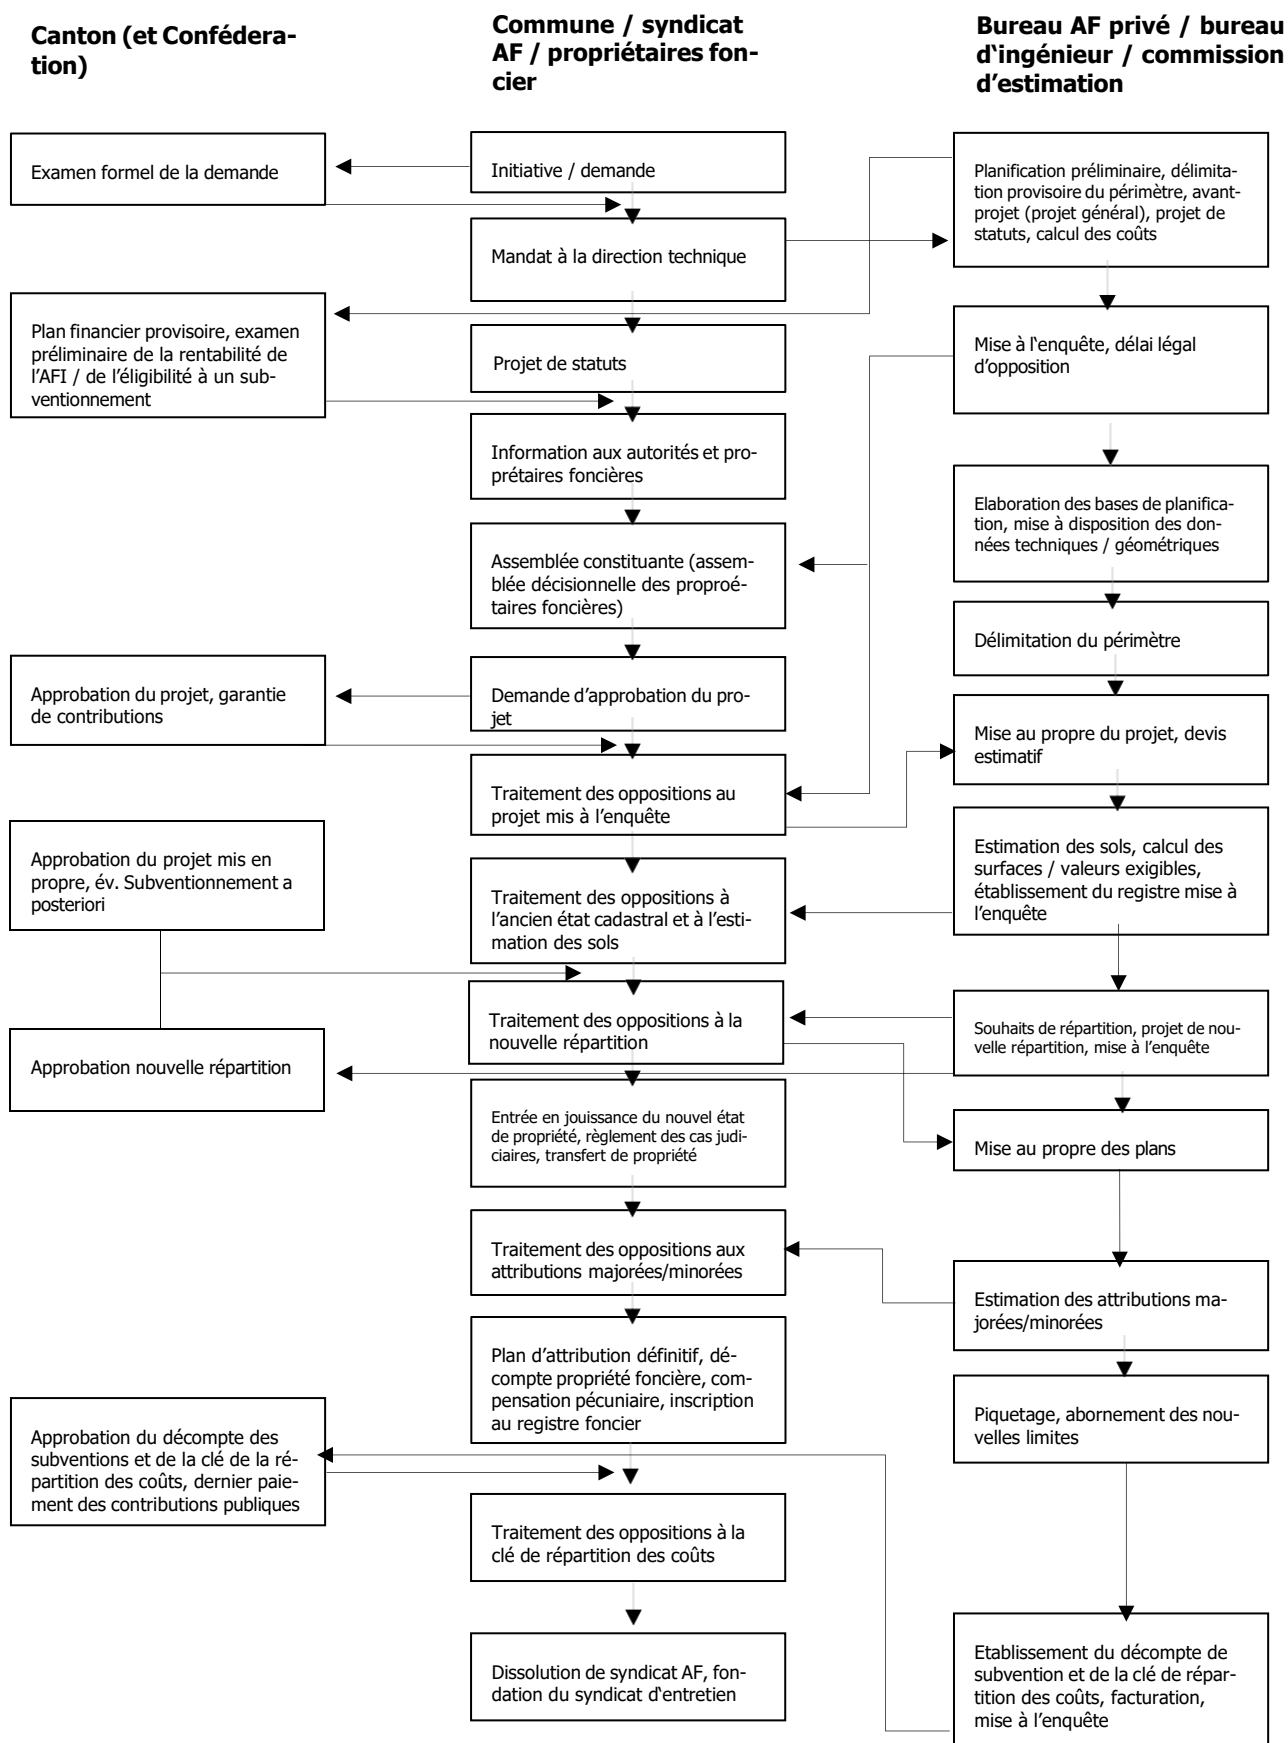 Canton (et Confédera-
tion)
Commune / syndicat
AF / propriétaires fon-
cier
Bureau AF privé / bureau
d‘ingénieur / commission
d’estimation
Examen formel de la demande
Initiative / demande
Planification préliminaire, délimita-
tion provisoire du périmètre, avant-
projet (projet général), projet de
statuts, calcul des coûts
Mandat à la direction technique
Plan financier provisoire, examen
préliminaire de la rentabilité de
l’AFI / de l’éligibilité à un sub-
ventionnement
Projet de statuts
Mise à l‘enquête, délai légal
d’opposition
Information aux autorités et pro-
prétaires foncières
Elaboration des bases de planifica-
tion, mise à disposition des don-
nées techniques / géométriques
Assemblée constituante (assem-
blée décisionnelle des proproé-
taires foncières)
Délimitation du périmètre
Approbation du projet, garantie
de contributions
Demande d’approbation du pro-
jet
Mise au propre du projet, devis
estimatif
Traitement des oppositions au
projet mis à l’enquête
Approbation du projet mis en
propre, év. Subventionnement a
posteriori
Traitement des oppositions à
l’ancien état cadastral et à l’esti-
mation des sols
Estimation des sols, calcul des
surfaces / valeurs exigibles,
établissement du registre mise à
l’enquête
Traitement des oppositions à la
nouvelle répartition
Souhaits de répartition, projet de nou-
velle répartition, mise à l’enquête
Approbation nouvelle répartition
Entrée en jouissance du nouvel état
de propriété, règlement des cas judi-
ciaires, transfert de propriété
Mise au propre des plans
Traitement des oppositions aux
attributions majorées/minorées
Estimation des attributions ma-
jorées/minorées
Plan d’attribution définitif, dé-
compte propriété foncière, com-
pensation pécuniaire, inscription
au registre foncier
Piquetage, abornement des nou-
velles limites
Approbation du décompte des
subventions et de la clé de la ré-
partition des coûts, dernier paie-
ment des contributions publiques
Traitement des oppositions à la
clé de répartition des coûts
Dissolution de syndicat AF, fon-
dation du syndicat d‘entretien
Etablissement du décompte de
subvention et de la clé de répar-
tition des coûts, facturation,
mise à l’enquête